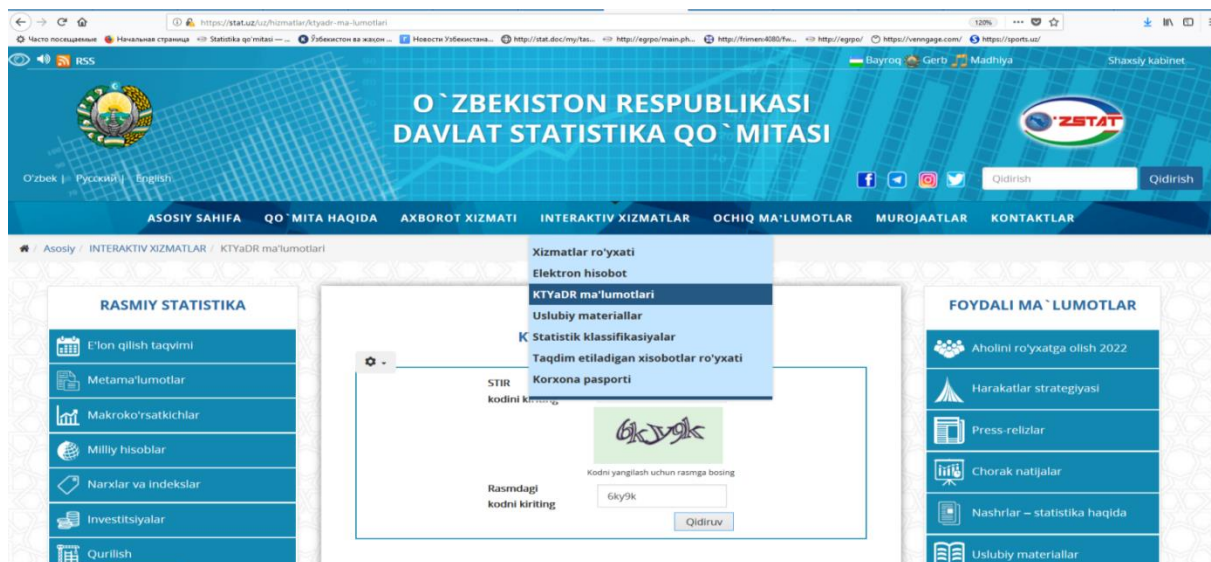 https://stat.uz/uz/hizmatlar/ktyadr-ma-lumotlari
120%
Часто посещаемые
Начальная страница
Statistika qo'mitasi — ...
Ўзбекистон ва жаҳон ...
Новости Узбекистана...
http://stat.doc/my/tas...
http://egrpo/main.ph...
http://frimen:4080/fw...
http://egrpo/
https://venngage.com/
https://sports.uz/
RSS
Bayroq
Gerb
Madhiya
Shaxsiy kabinet
O`ZBEKISTON RESPUBLIKASI
DAVLAT STATISTIKA QO`MITASI
O'ZSTAT
O'zbek | Русский | English
Qidirish
Qidirish
ASOSIY SAHIFA QO`MITA HAQIDA AXBOROT XIZMATI INTERAKTIV XIZMATLAR OCHIQ MA'LUMOTLAR MUROJAATLAR KONTAKTLAR
/ Asosiy / INTERAKTIV XIZMATLAR / KTYaDR ma'lumotlari
Xizmatlar ro'yxati
Elektron hisobot
KTYaDR ma'lumotlari
Uslubiy materiallar
Statistik klassifikasiyalar
Taqdim etiladigan xisobotlar ro'yxati
Korxona pasporti
RASMIY STATISTIKA
E'lon qilish taqvimi
Metama'lumotlar
Makroko'rsatkichlar
Milliy hisoblar
Narxlar va indekslar
Investitsiyalar
Qurilish
K
STIR
kodini kiriting
6ky9k
Kodni yangilash uchun rasmga bosing
Rasmdagi
kodni kiriting
6ky9k
Qidiruv
FOYDALI MA`LUMOTLAR
Aholini ro'yxatga olish 2022
Harakatlar strategiyasi
Press-relizlar
Chorak natijalar
Nashrlar – statistika haqida
Uslubiy materiallar